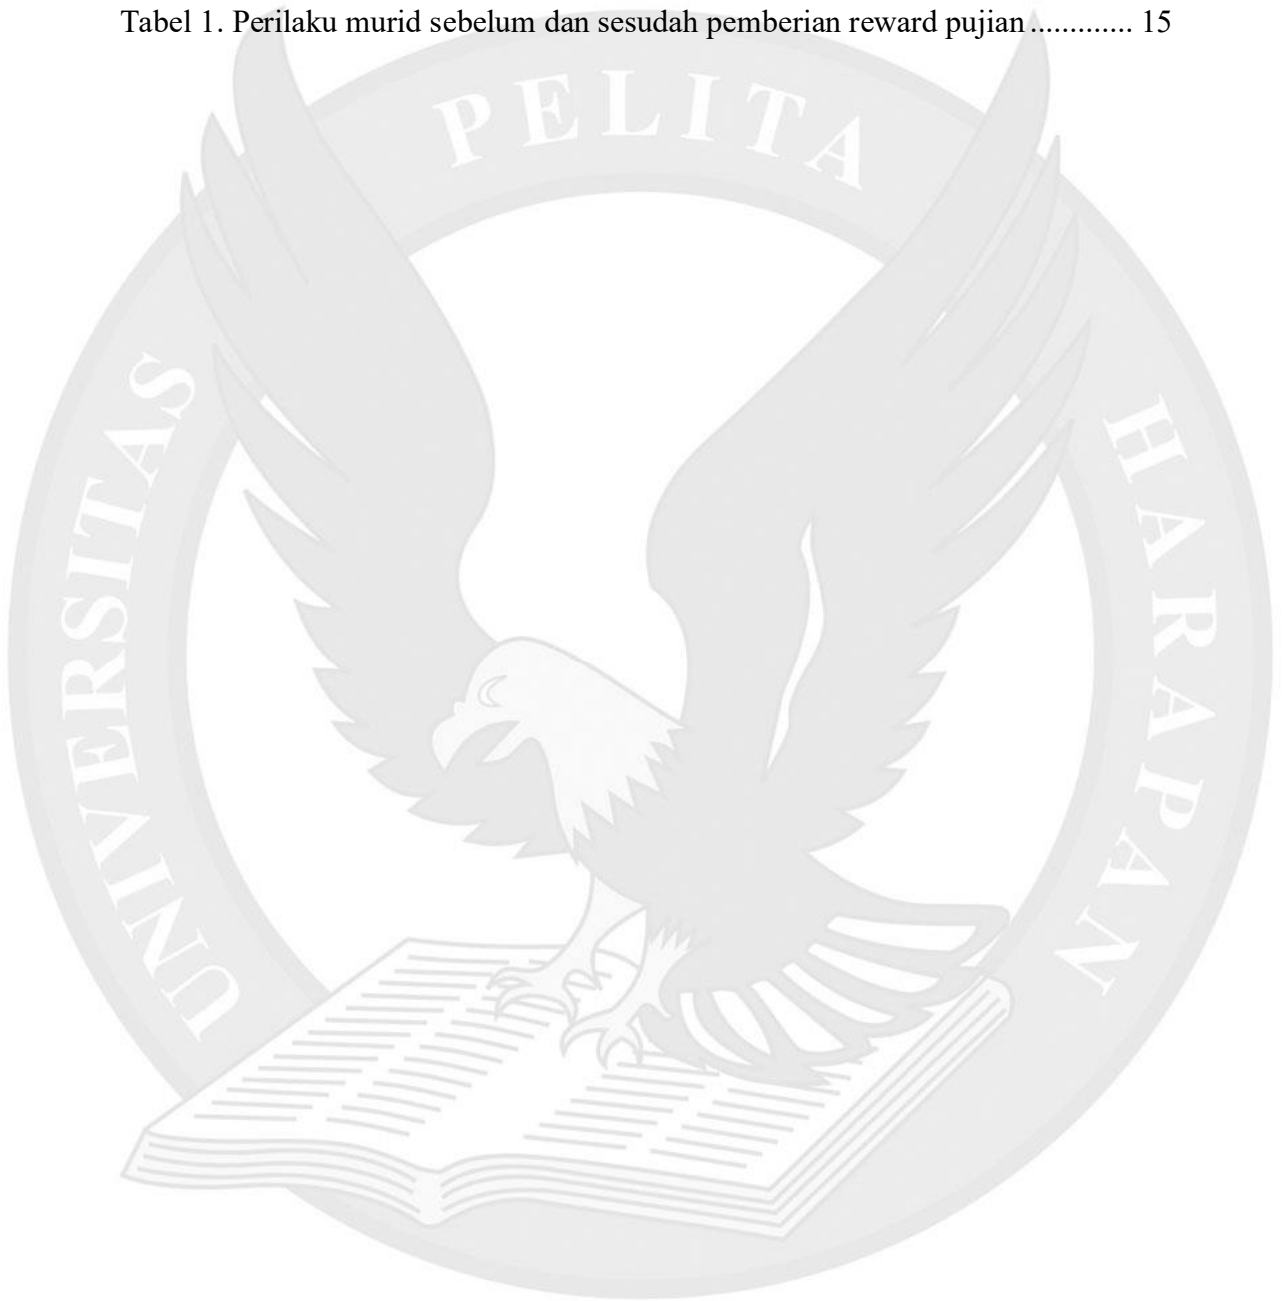 Tabel 1. Perilaku murid sebelum dan sesudah pemberian reward pujian ............. 15
PELITA
UNIVERSITAS
HARAPAN